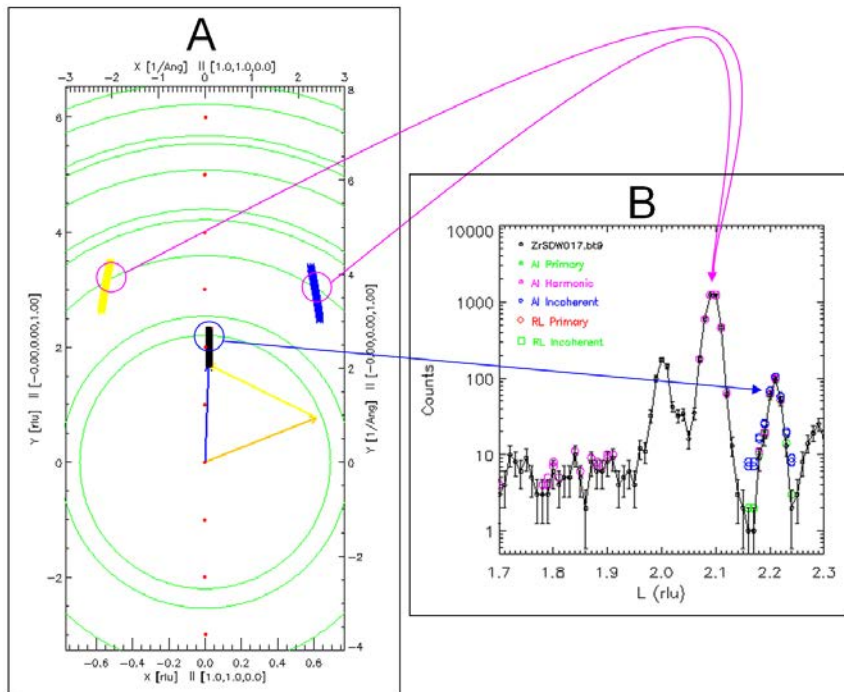 A
X [1/Ang] || [1.0,1.0,0.0]
-3 -2 -1 0 1 2 3
6
4
2
0
-2
Y [rlu] || [-0.00,0.00,1.00]
8
6
4
2
0
-2
-4
Y [1/Ang] || [-0.00,0.00,1.00]
-0.6 -0.4 -0.2 0.0 0.2 0.4 0.6
X [rlu] || [1.0,1.0,0.0]
B
10000
1000
100
10
1
Counts
ZrSDW017.bt9
Al Primary
Al Harmonic
Al Incoherent
RL Primary
RL Incoherent
1.7 1.8 1.9 2.0 2.1 2.2 2.3
L (rlu)